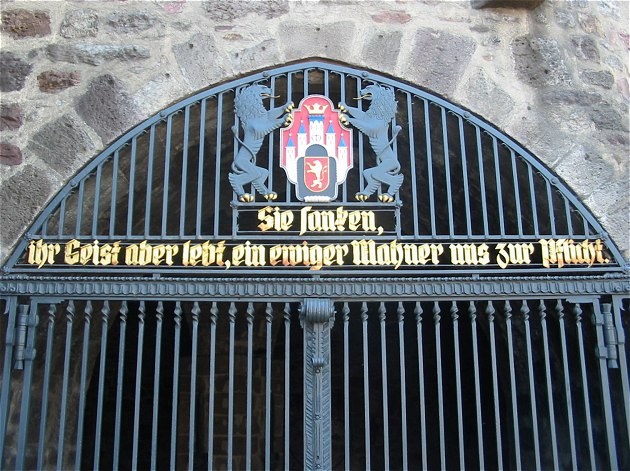 Sie sanken,
ihr Geist aber lebt, ein ewiger Mahner uns zur Pflicht.